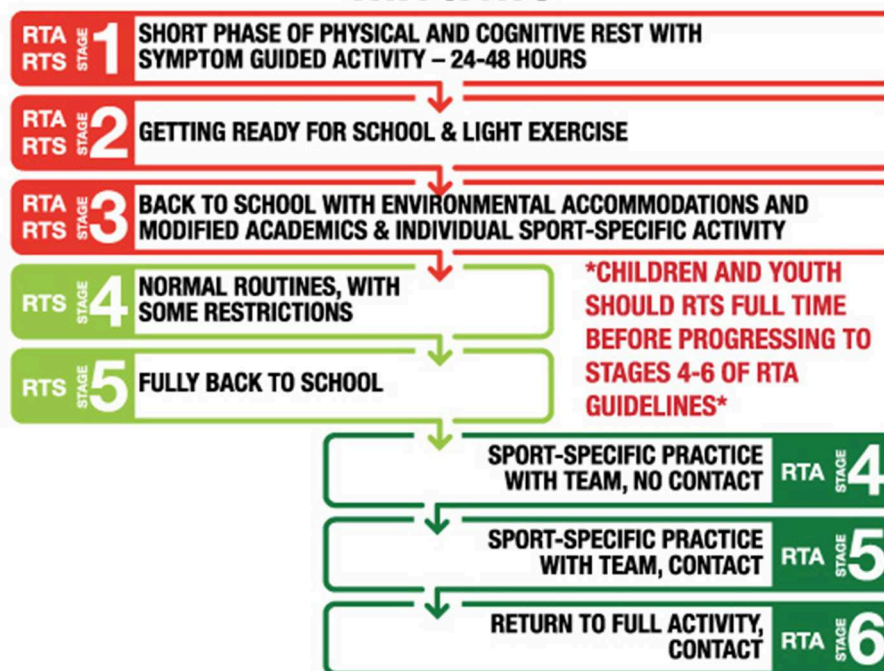 RTA
RTS
STAGE
1
SHORT PHASE OF PHYSICAL AND COGNITIVE REST WITH
SYMPTOM GUIDED ACTIVITY – 24-48 HOURS
RTA
RTS
STAGE
2
GETTING READY FOR SCHOOL & LIGHT EXERCISE
RTA
RTS
STAGE
3
BACK TO SCHOOL WITH ENVIRONMENTAL ACCOMMODATIONS AND
MODIFIED ACADEMICS & INDIVIDUAL SPORT-SPECIFIC ACTIVITY
RTS
STAGE
4
NORMAL ROUTINES, WITH
SOME RESTRICTIONS
RTS
STAGE
5
FULLY BACK TO SCHOOL
*CHILDREN AND YOUTH
SHOULD RTS FULL TIME
BEFORE PROGRESSING TO
STAGES 4-6 OF RTA
GUIDELINES*
SPORT-SPECIFIC PRACTICE
WITH TEAM, NO CONTACT
RTA
STAGE
4
SPORT-SPECIFIC PRACTICE
WITH TEAM, CONTACT
RTA
STAGE
5
RETURN TO FULL ACTIVITY,
CONTACT
RTA
STAGE
6